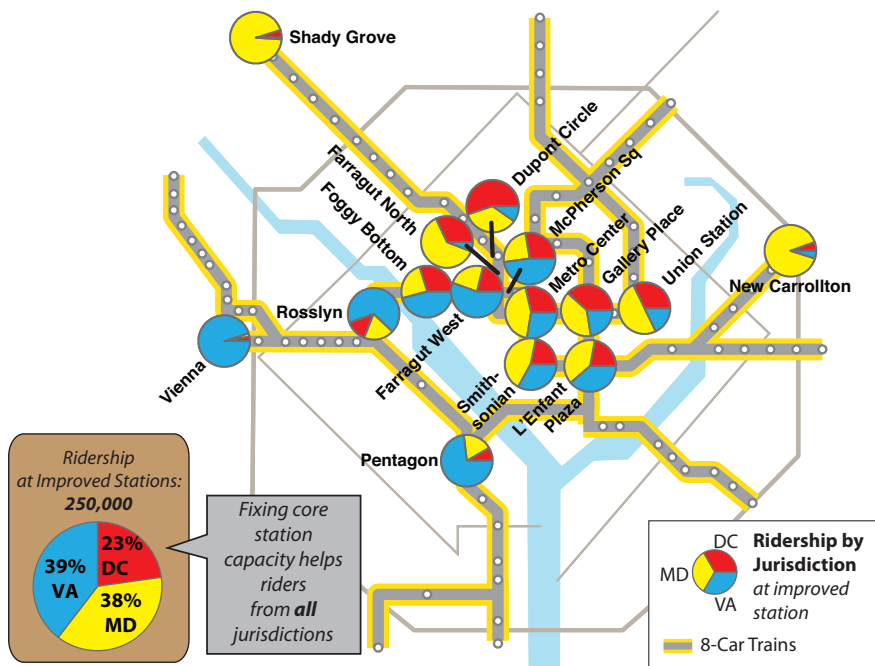 Shady Grove
Dupont Circle
Farragut North
McPherson Sq
Foggy Bottom
Metro Center
Gallery Place
Union Station
New Carrollton
Rosslyn
Farragut West
Vienna
Smith-
sonian
L'Enfant
Plaza
Pentagon
Ridership
at Improved Stations:
250,000
39%
VA
23%
DC
38%
MD
Fixing core
station
capacity helps
riders
from all
jurisdictions
DC
MD
VA
Ridership by
Jurisdiction
at improved
station
8-Car Trains